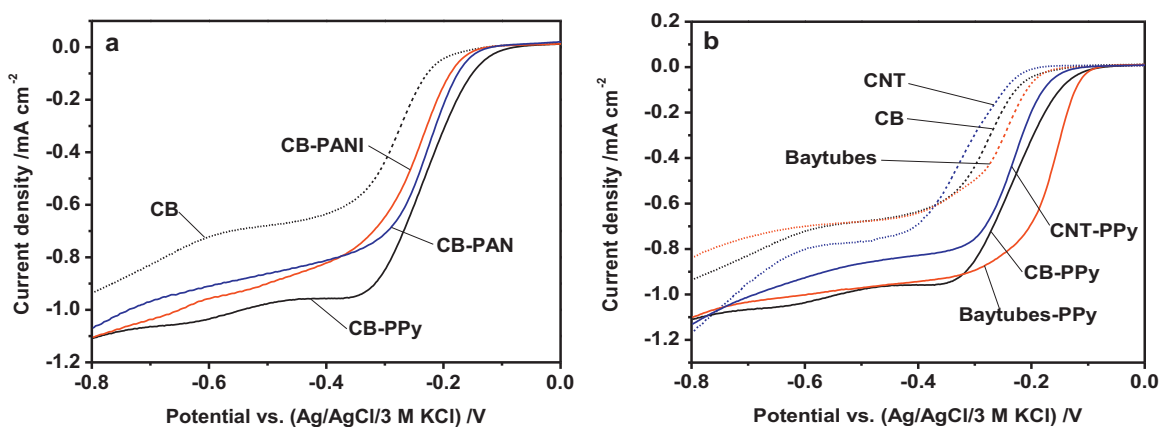 a
0.0
-0.2
-0.4
-0.6
-0.8
-1.0
-1.2
Current density /mA cm⁻²
CB-PANI
CB
CB-PAN
CB-PPy
-0.8 -0.6 -0.4 -0.2 0.0
Potential vs. (Ag/AgCl/3 M KCl) /V
b
0.2
0.0
-0.2
-0.4
-0.6
-0.8
-1.0
-1.2
Current density /mA cm⁻²
CNT
CB
Baytubes
CNT-PPy
CB-PPy
Baytubes-PPy
-0.8 -0.6 -0.4 -0.2 0.0
Potential vs. (Ag/AgCl/3 M KCl) /V